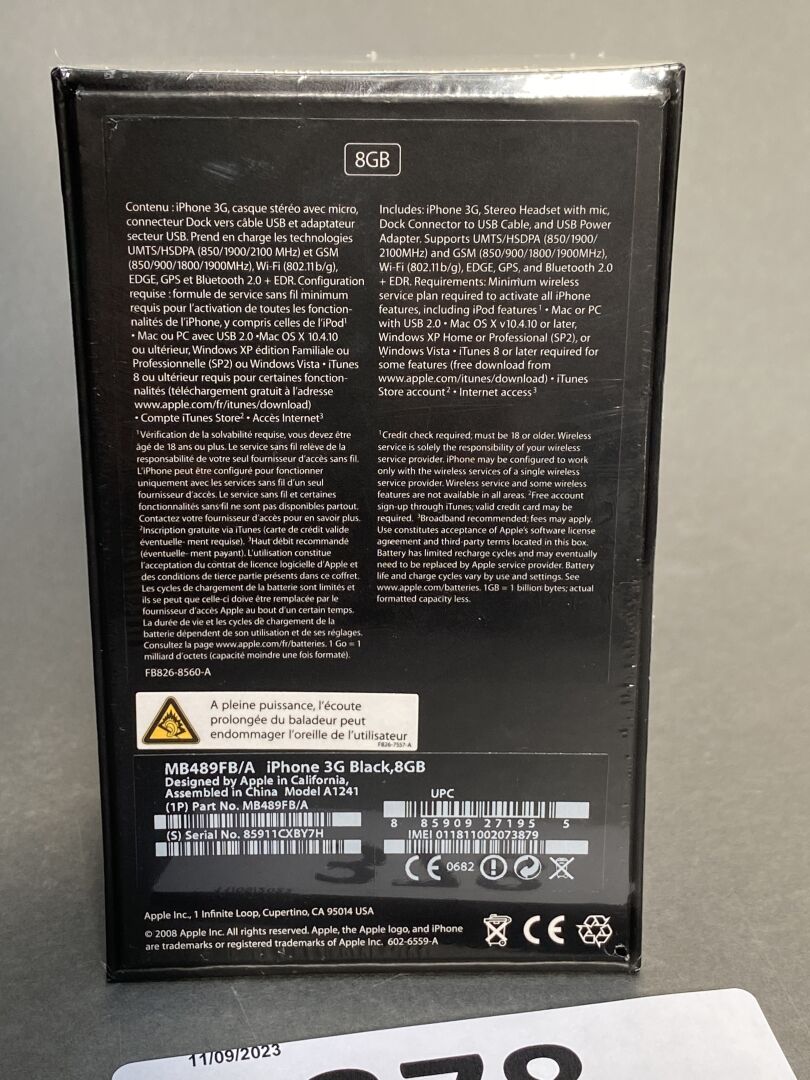 8GB
Contenu : iPhone 3G, casque stéréo avec micro,
connecteur Dock vers câble USB et adaptateur
secteur USB. Prend en charge les technologies
UMTS/HSDPA (850/1900/2100 MHz) et GSM
(850/900/1800/1900MHz), Wi-Fi (802.11b/g),
EDGE, GPS et Bluetooth 2.0 + EDR. Configuration
requise : formule de service sans fil minimum
requis pour l'activation de toutes les fonction-
nalités de l'iPhone, y compris celles de l'iPod¹
• Mac ou PC avec USB 2.0 •Mac OS X 10.4.10
ou ultérieur, Windows XP édition Familiale ou
Professionnelle (SP2) ou Windows Vista • iTunes
8 ou ultérieur requis pour certaines fonction-
nalités (téléchargement gratuit à l'adresse
www.apple.com/fr/itunes/download)
• Compte iTunes Store² • Accès Internet³
¹Vérification de la solvabilité requise, vous devez être
âgé de 18 ans ou plus. Le service sans fil relève de la
responsabilité de votre seul fournisseur d'accès sans fil.
L'iPhone peut être configuré pour fonctionner
uniquement avec les services sans fil d'un seul
fournisseur d'accès. Le service sans fil et certaines
fonctionnalités sans fil ne sont pas disponibles partout.
Contactez votre fournisseur d'accès pour en savoir plus.
²Inscription gratuite via iTunes (carte de crédit valide
éventuelle- ment requise). ³Haut débit recommandé
(éventuelle- ment payant). L'utilisation constitue
l'acceptation du contrat de licence logicielle d'Apple et
des conditions de tierce partie présents dans ce coffret.
Les cycles de chargement de la batterie sont limités et
ils se peut que celle-ci doive être remplacée par le
fournisseur d'accès Apple au bout d'un certain temps.
La durée de vie et les cycles de chargement de la
batterie dépendent de son utilisation et de ses réglages.
Consultez la page www.apple.com/fr/batteries. 1 Go = 1
milliard d'octets (capacité moindre une fois formaté).
FB826-8560-A
Includes: iPhone 3G, Stereo Headset with mic,
Dock Connector to USB Cable, and USB Power
Adapter. Supports UMTS/HSDPA (850/1900/
2100MHz) and GSM (850/900/1800/1900MHz),
Wi-Fi (802.11b/g), EDGE, GPS, and Bluetooth 2.0
+ EDR. Requirements: Minimum wireless
service plan required to activate all iPhone
features, including iPod features¹ • Mac or PC
with USB 2.0 • Mac OS X v10.4.10 or later,
Windows XP Home or Professional (SP2), or
Windows Vista • iTunes 8 or later required for
some features (free download from
www.apple.com/itunes/download) • iTunes
Store account² • Internet access³
¹Credit check required; must be 18 or older. Wireless
service is solely the responsibility of your wireless
service provider. iPhone may be configured to work
only with the wireless services of a single wireless
service provider. Wireless service and some wireless
features are not available in all areas. ²Free account
sign-up through iTunes; valid credit card may be
required. ³Broadband recommended; fees may apply.
Use constitutes acceptance of Apple's software license
agreement and third-party terms located in this box.
Battery has limited recharge cycles and may eventually
need to be replaced by Apple service provider. Battery
life and charge cycles vary by use and settings. See
www.apple.com/batteries. 1GB = 1 billion bytes; actual
formatted capacity less.
A pleine puissance, l'écoute
prolongée du baladeur peut
endommager l'oreille de l'utilisateur
FB26-7557-A
MB489FB/A iPhone 3G Black,8GB
Designed by Apple in California,
Assembled in China Model A1241
(1P) Part No. MB489FB/A
(S) Serial No. 85911CXBY7H
UPC
8 85909 27195 5
IMEI 011811002073879
CE 0682
Apple Inc., 1 Infinite Loop, Cupertino, CA 95014 USA
© 2008 Apple Inc. All rights reserved. Apple, the Apple logo, and iPhone
are trademarks or registered trademarks of Apple Inc. 602-6559-A
CE
11/09/2023